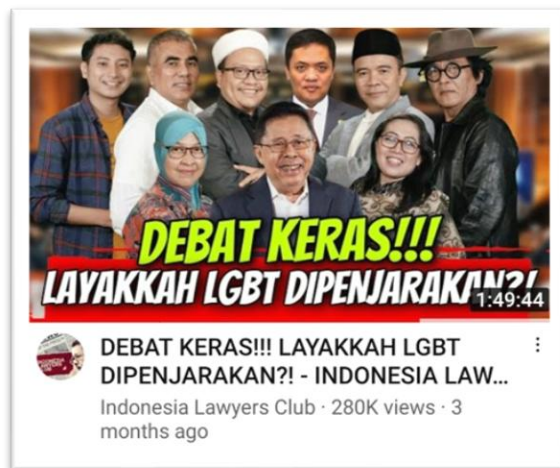 DEBAT KERAS!!!
LAYAKKAH LGBT DIPENJARAKAN?!
1:49:44
DEBAT KERAS!!! LAYAKKAH LGBT
DIPENJARAKAN?! - INDONESIA LAW...
Indonesia Lawyers Club · 280K views · 3
months ago